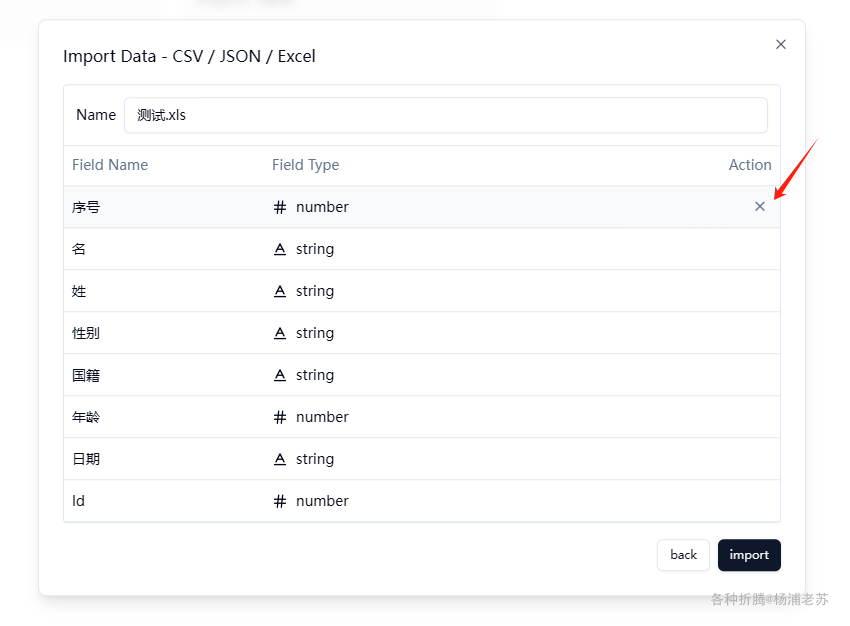 Import Data - CSV / JSON / Excel
Name 测试.xls
Field Name Field Type Action
序号 number
名 string
姓 string
性别 string
国籍 string
年龄 number
日期 string
Id number
back import
各种折腾@杨浦老苏